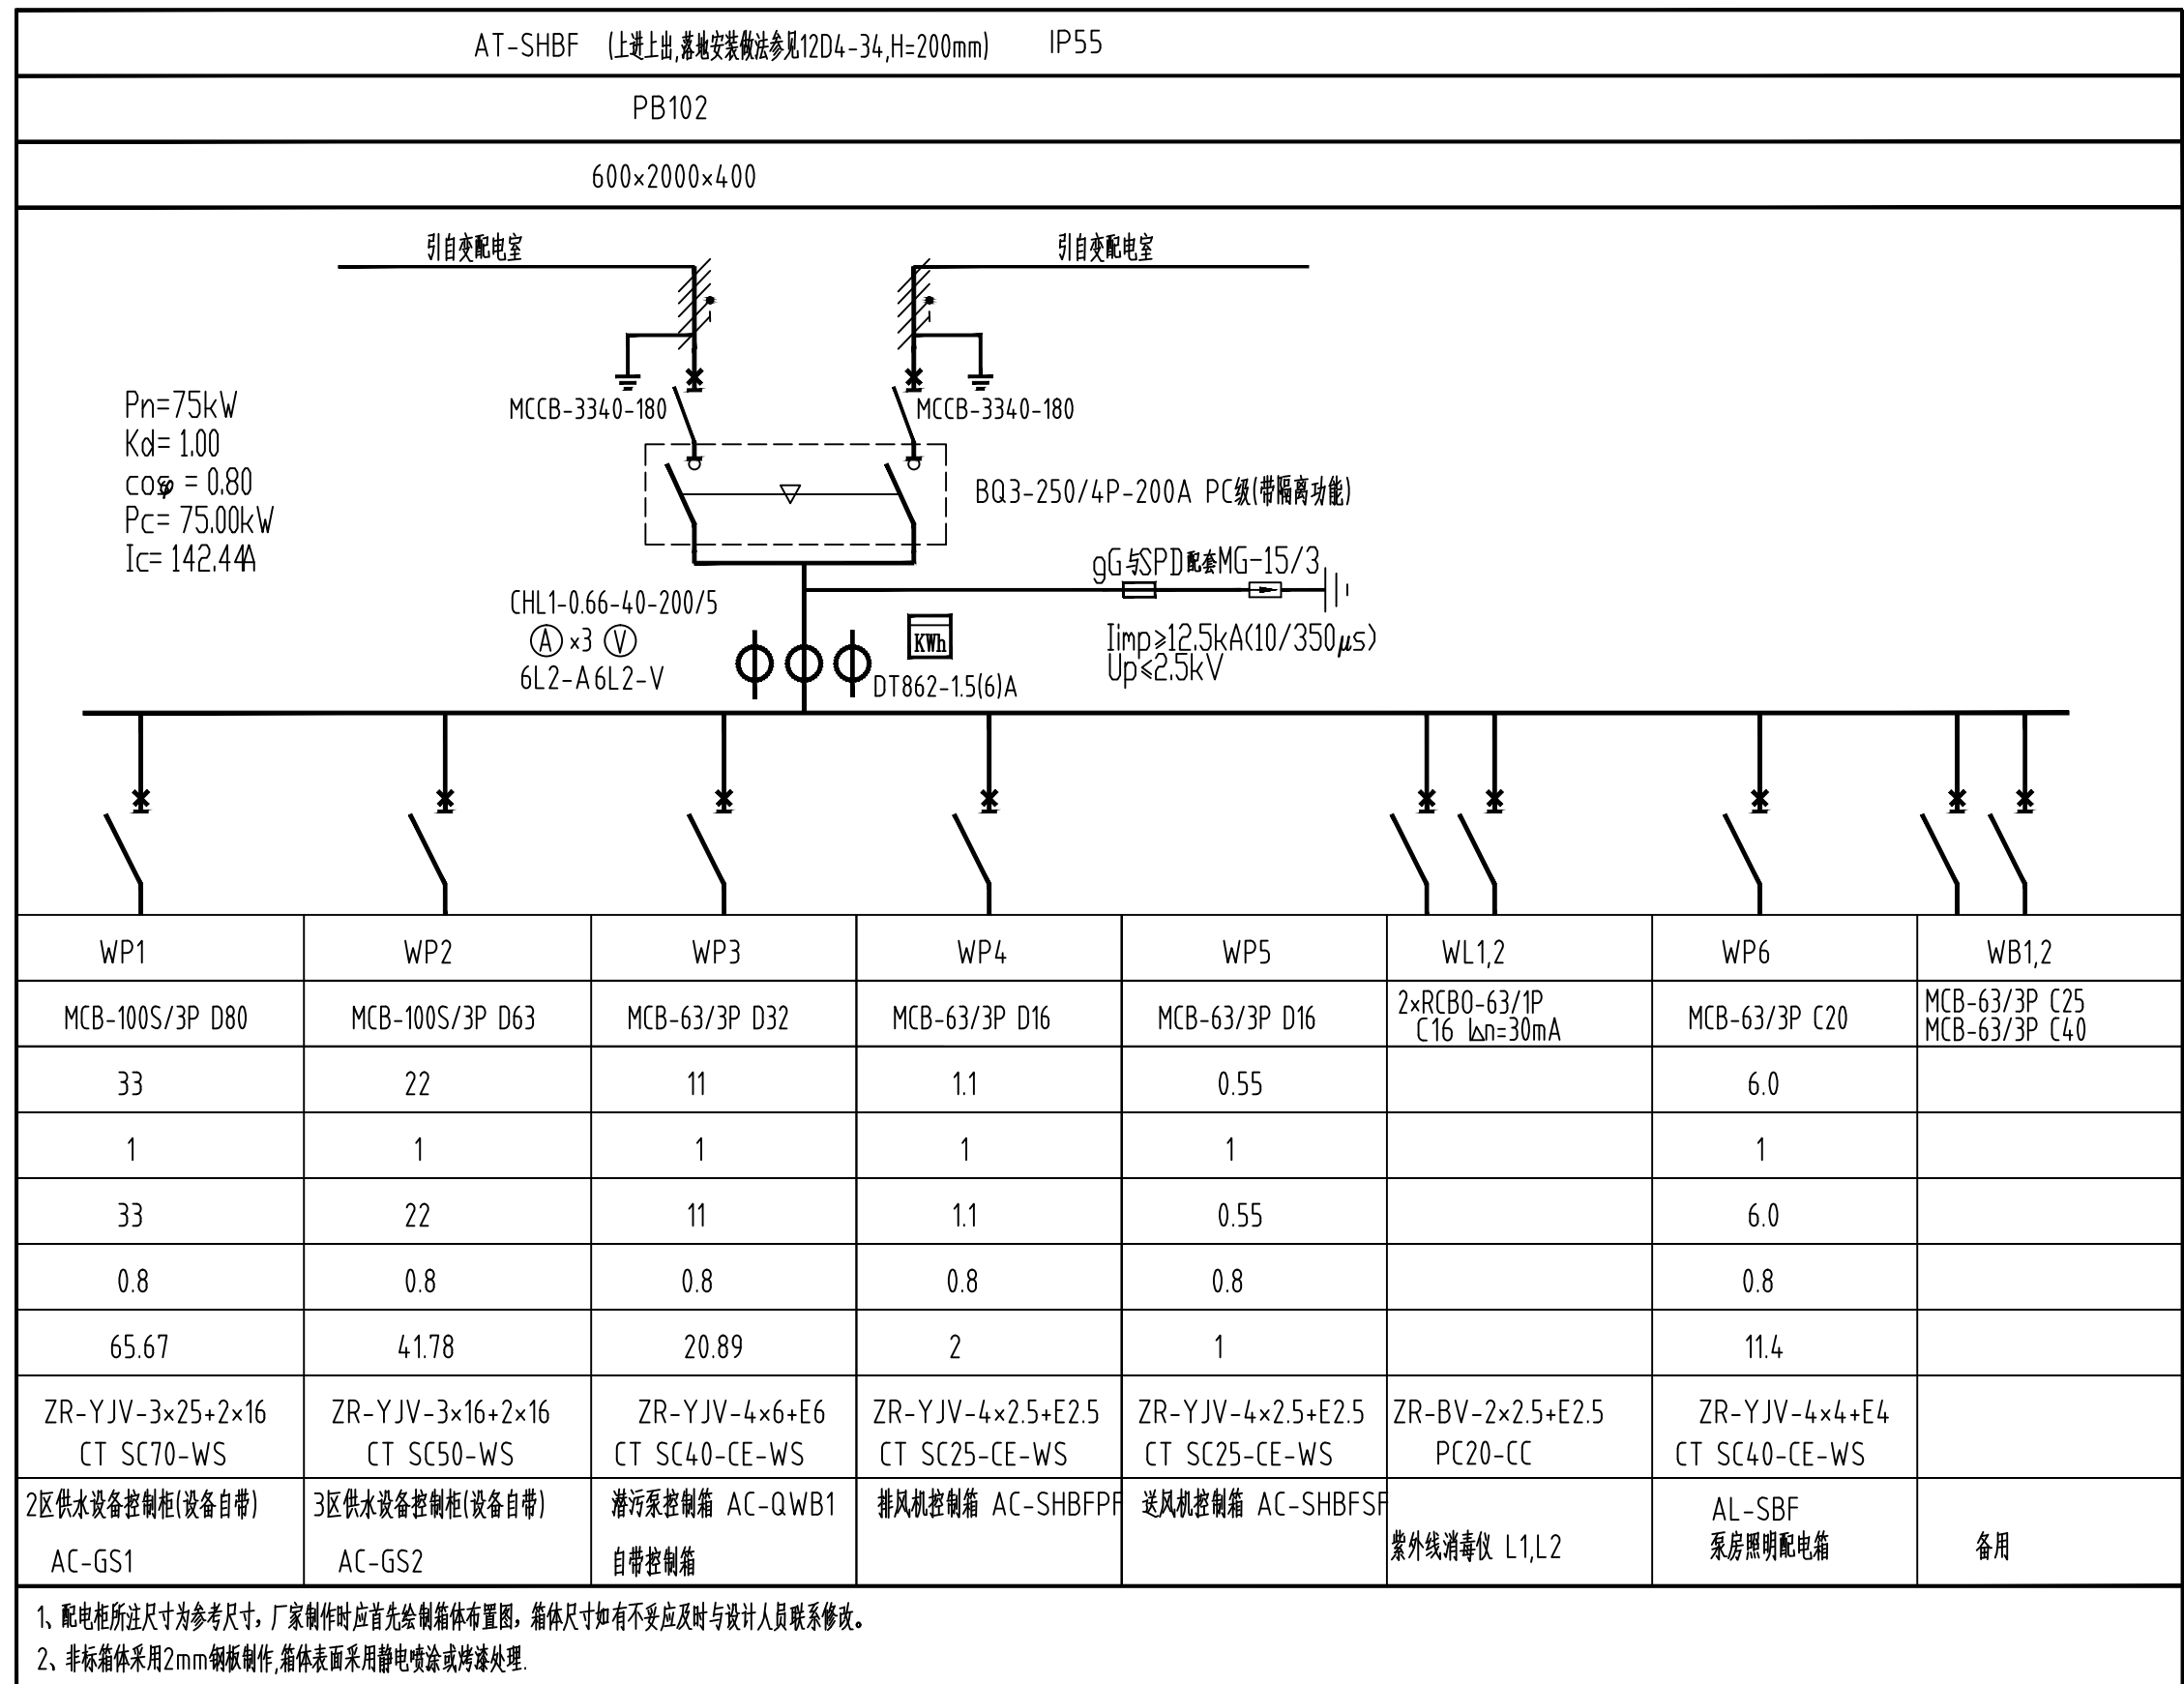 AT-SHBF (上进上出,落地安装做法参见12D4-34,H=200mm) IP55
PB102
600×2000×400
引自变配电室 引自变配电室
MCCB-3340-180 MCCB-3340-180
Pn=75kW
Kd= 1.00
cosφ = 0.80
Pc= 75.00kW
Ic= 142.44A
BQ3-250/4P-200A PC级(带隔离功能)
gG与SPD配套MG-15/3
CHL1-0.66-40-200/5
A ×3 V
KWh
Iimp≥12.5kA(10/350μs)
Up≤2.5kV
6L2-A 6L2-V
DT862-1.5(6)A
WP1 WP2 WP3 WP4 WP5 WL1,2 WP6 WB1,2
MCB-100S/3P D80 MCB-100S/3P D63 MCB-63/3P D32 MCB-63/3P D16 MCB-63/3P D16 2×RCBO-63/1P MCB-63/3P C20 MCB-63/3P C25
C16 I△n=30mA MCB-63/3P C40
33 22 11 1.1 0.55 6.0
1 1 1 1 1 1
33 22 11 1.1 0.55 6.0
0.8 0.8 0.8 0.8 0.8 0.8
65.67 41.78 20.89 2 1 11.4
ZR-YJV-3×25+2×16 ZR-YJV-3×16+2×16 ZR-YJV-4×6+E6 ZR-YJV-4×2.5+E2.5 ZR-YJV-4×2.5+E2.5 ZR-BV-2×2.5+E2.5 ZR-YJV-4×4+E4
CT SC70-WS CT SC50-WS CT SC40-CE-WS CT SC25-CE-WS CT SC25-CE-WS PC20-CC CT SC40-CE-WS
2区供水设备控制柜(设备自带) 3区供水设备控制柜(设备自带) 潜污泵控制箱 AC-QWB1 排风机控制箱 AC-SHBFPF 送风机控制箱 AC-SHBFSF AL-SBF
AC-GS1 AC-GS2 自带控制箱 紫外线消毒仪 L1,L2 泵房照明配电箱 备用
1、配电柜所注尺寸为参考尺寸，厂家制作时应首先绘制箱体布置图，箱体尺寸如有不妥应及时与设计人员联系修改。
2、非标箱体采用2mm钢板制作,箱体表面采用静电喷涂或烤漆处理.